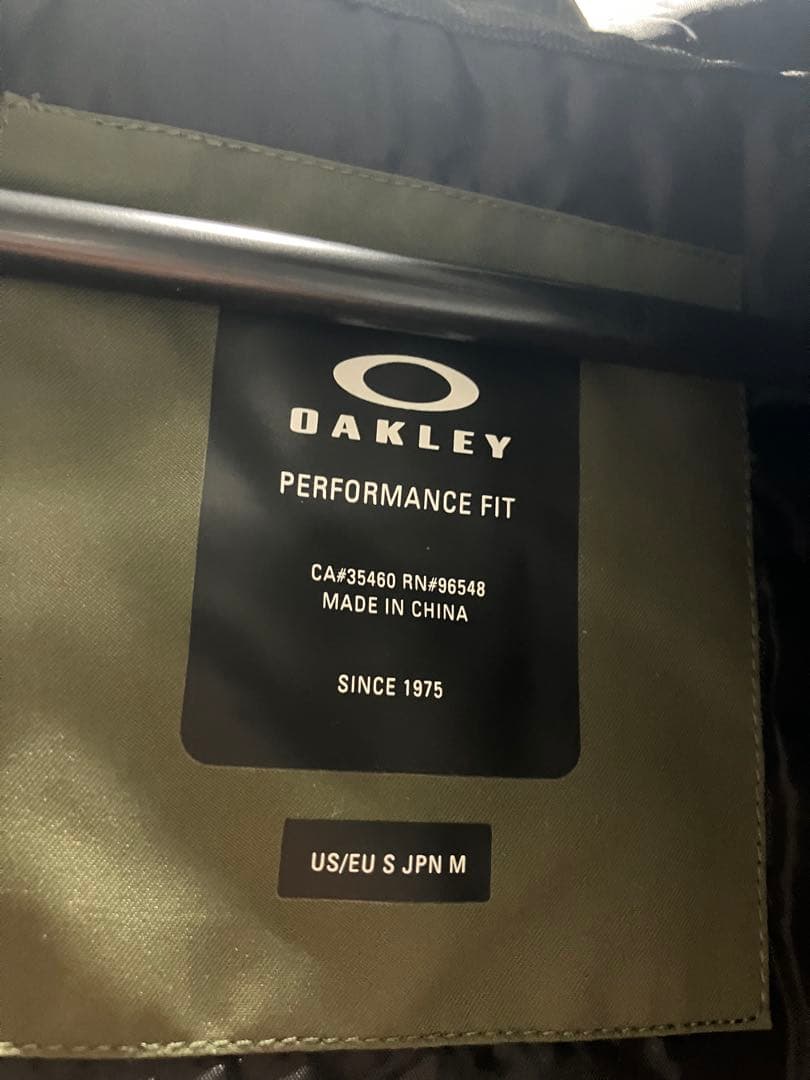 OAKLEY
PERFORMANCE FIT
CA#35460 RN#96548
MADE IN CHINA
SINCE 1975
US/EU S JPN M